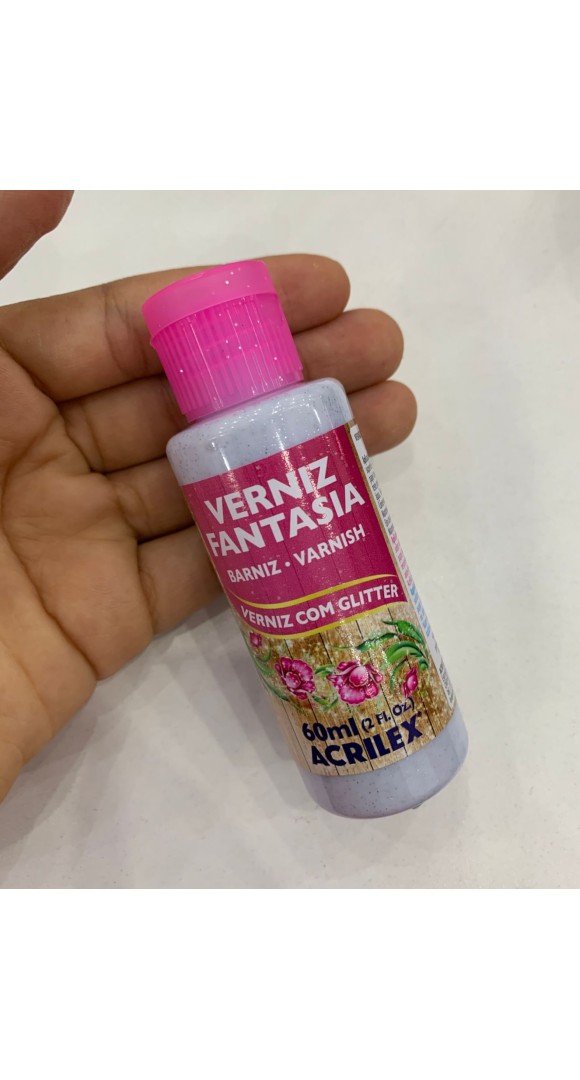 VERNIZ
FANTASIA
BARNIZ • VARNISH
VERNIZ COM GLITTER
60ml (2 FL. OZ.)
ACRILEX